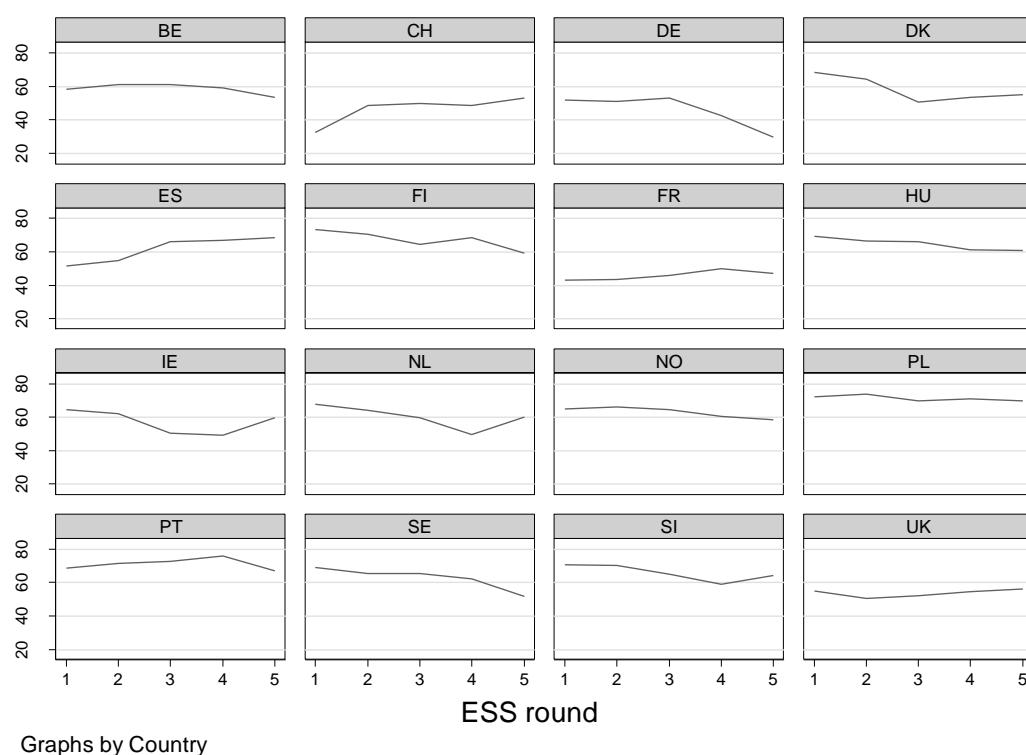 BE CH DE DK
80
60
40
20
ES FI FR HU
80
60
40
20
IE NL NO PL
80
60
40
20
PT SE SI UK
80
60
40
20
1 2 3 4 5 1 2 3 4 5 1 2 3 4 5 1 2 3 4 5
ESS round
Graphs by Country